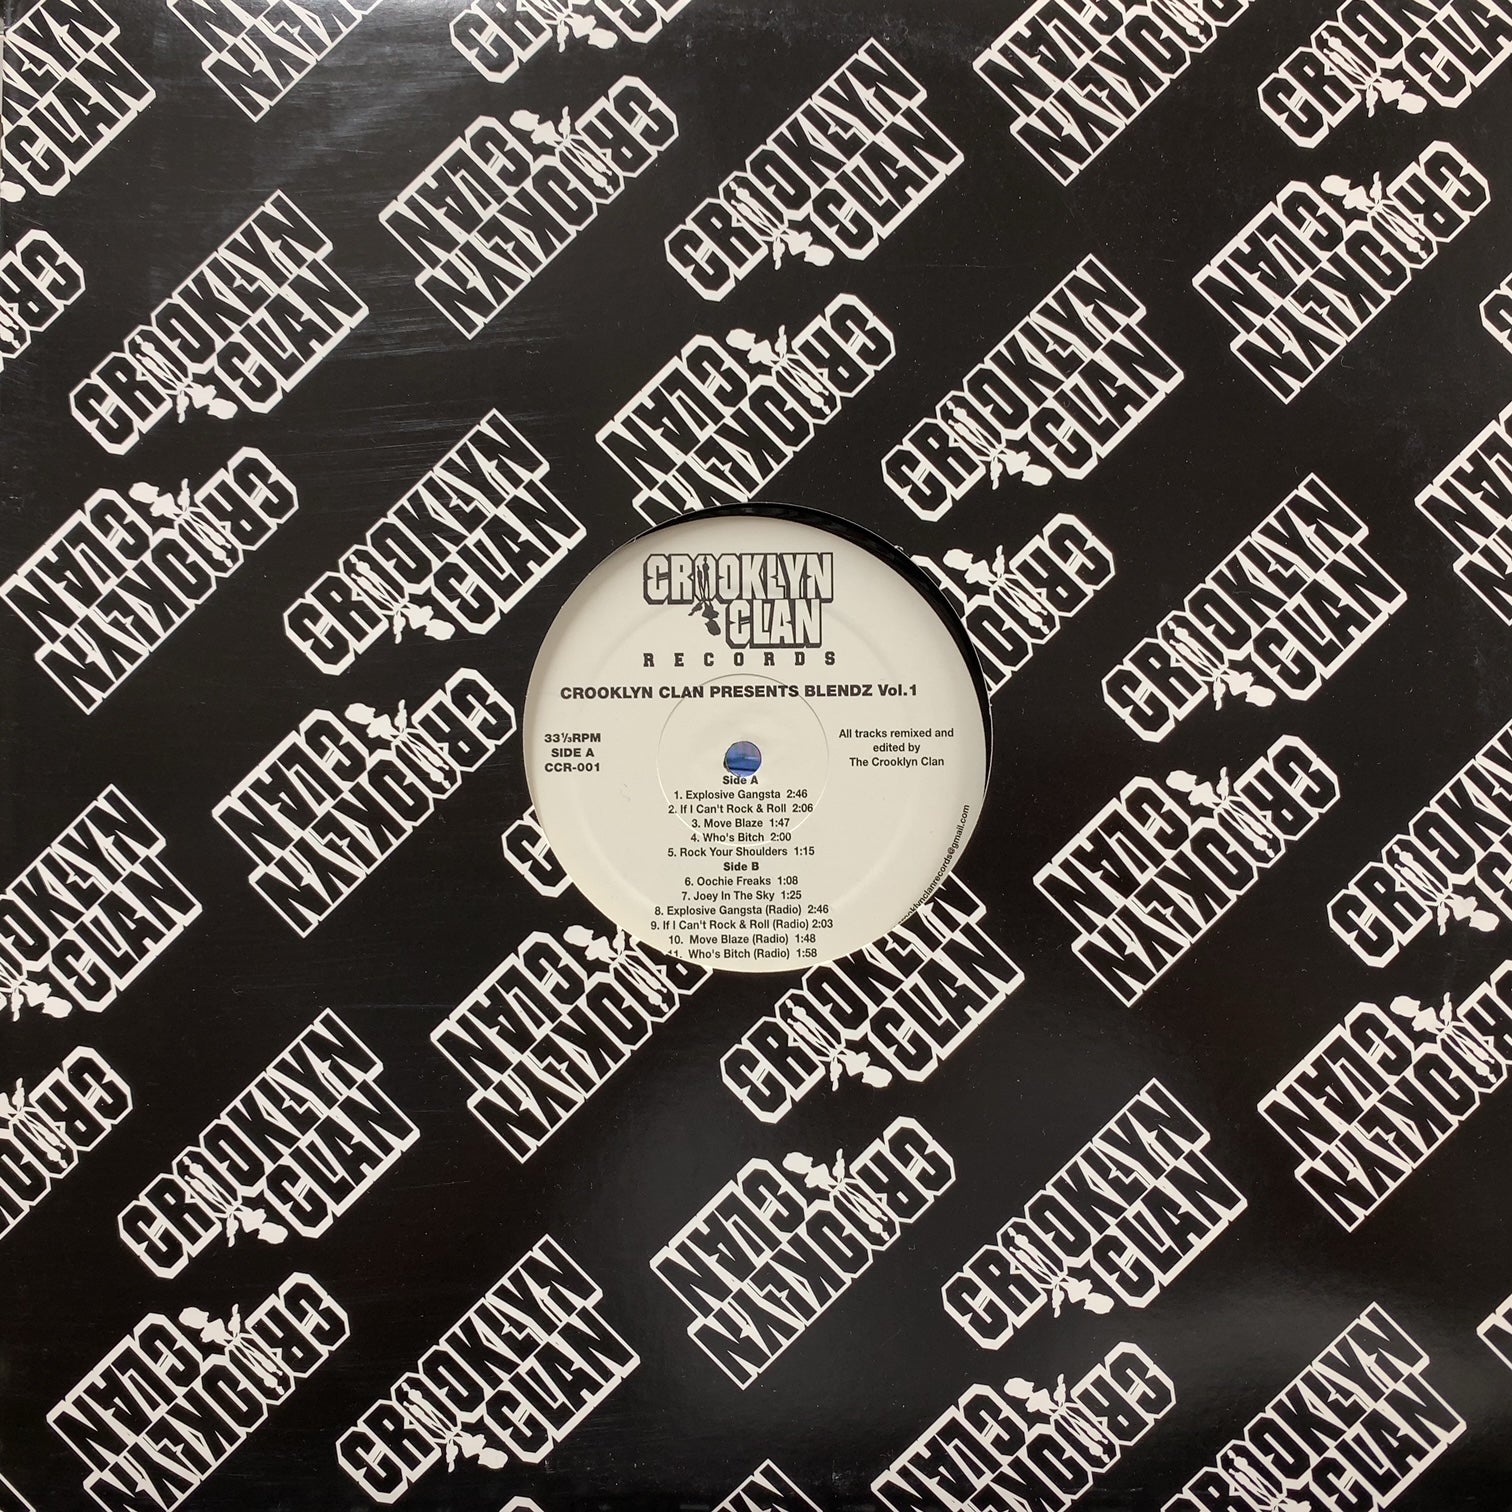 CROOKLYN
CLAN
RECORDS
CROOKLYN CLAN PRESENTS BLENDZ Vol.1
33⅓RPM
SIDE A
CCR-001
All tracks remixed and
edited by
The Crooklyn Clan
Side A
1. Explosive Gangsta 2:46
2. If I Can't Rock & Roll 2:06
3. Move Blaze 1:47
4. Who's Bitch 2:00
5. Rock Your Shoulders 1:15
Side B
6. Oochie Freaks 1:08
7. Joey In The Sky 1:25
8. Explosive Gangsta (Radio) 2:46
9. If I Can't Rock & Roll (Radio) 2:03
10. Move Blaze (Radio) 1:48
11. Who's Bitch (Radio) 1:58